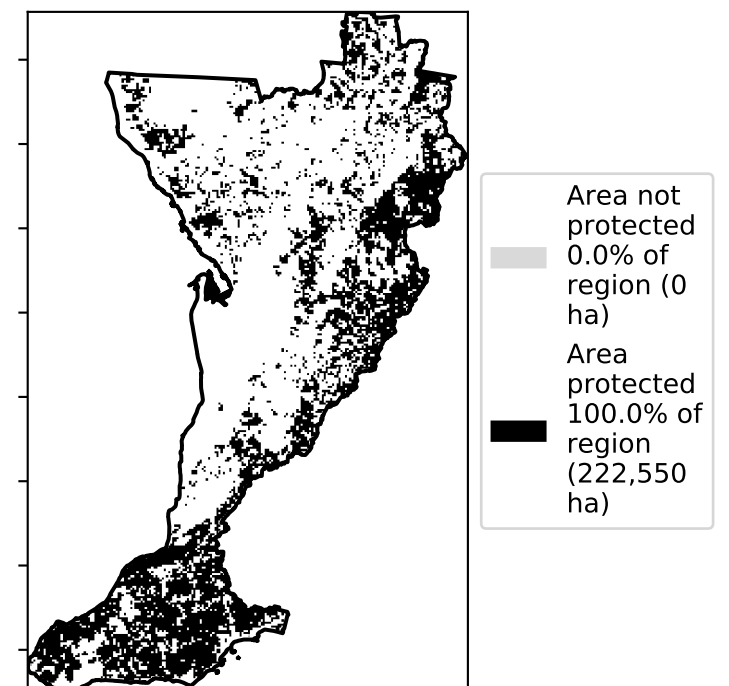 Area not
protected
0.0% of
region (0
ha)
Area
protected
100.0% of
region
(222,550
ha)